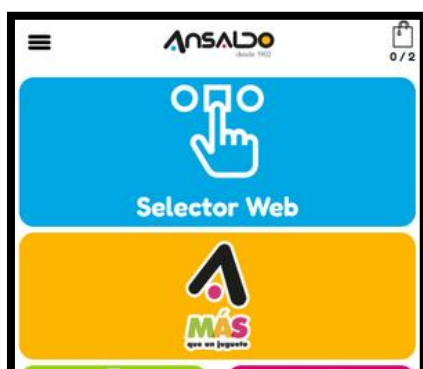 ANSALDO
desde 1902
0/2
Selector Web
MÁS
que un juguete